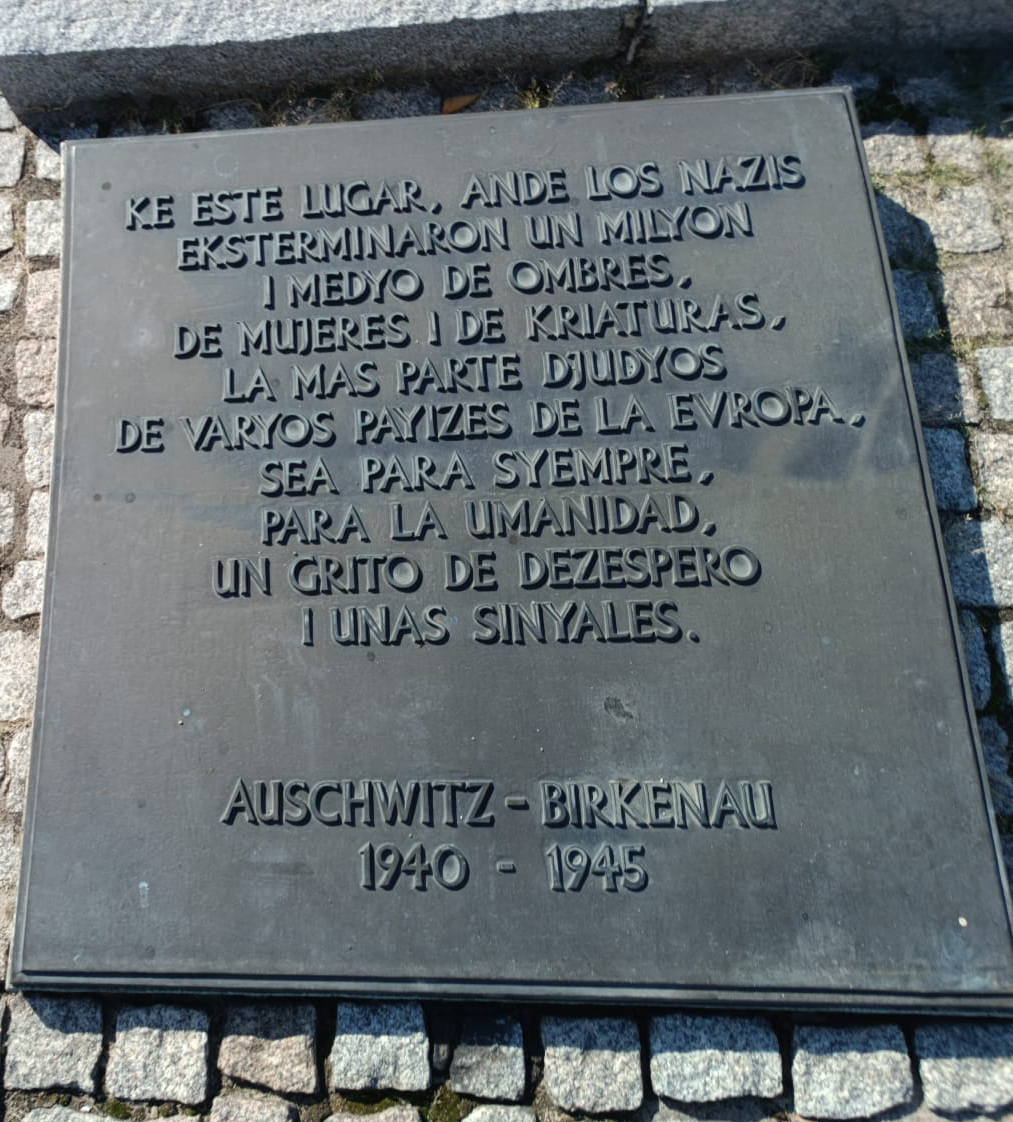 KE ESTE LUGAR, ANDE LOS NAZIS
EKSTERMINARON UN MILYON
I MEDYO DE OMBRES,
DE MUJERES I DE KRIATURAS,
LA MAS PARTE DJUDYOS
DE VARYOS PAYIZES DE LA EVROPA,
SEA PARA SYEMPRE,
PARA LA UMANIDAD,
UN GRITO DE DEZESPERO
I UNAS SINYALES.
AUSCHWITZ - BIRKENAU
1940 - 1945